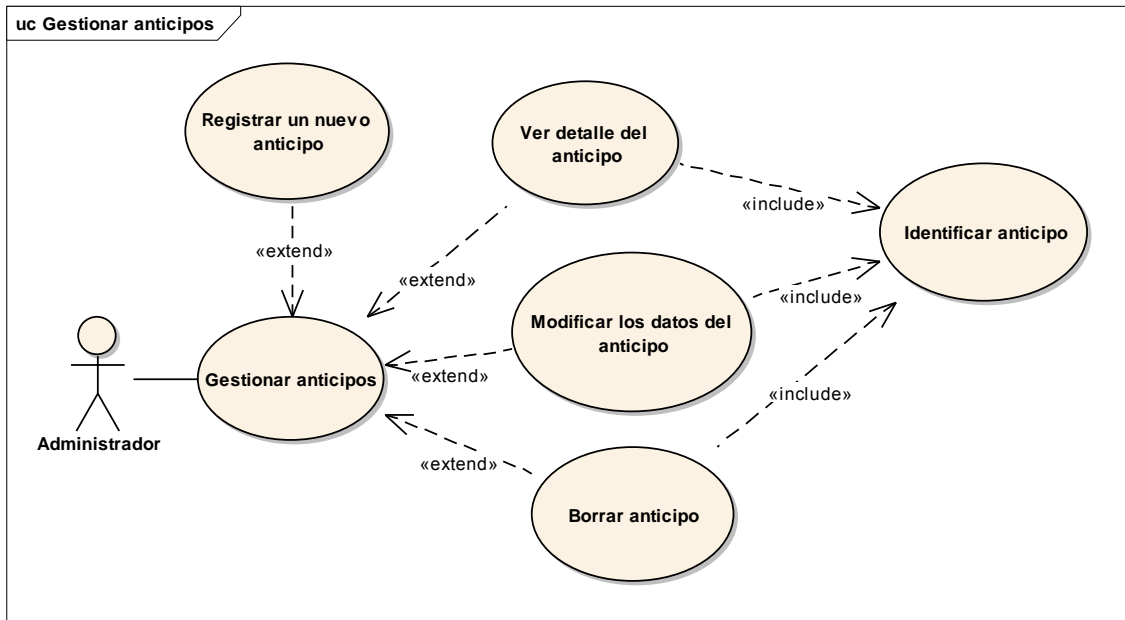 uc Gestionar anticipos
Registrar un nuevo
anticipo
Ver detalle del
anticipo
«include»
Identificar anticipo
«extend»
«extend»
Modificar los datos del
anticipo
«include»
Gestionar anticipos
«extend»
«include»
Administrador
«extend»
Borrar anticipo